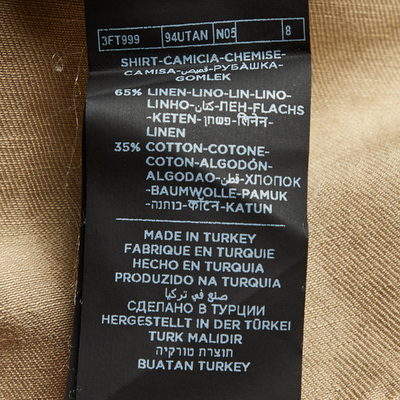 3FT999 94UTAN N05 8
SHIRT-CAMICIA-CHEMISE-
CAMISA-قميص-РУБАШКА-
GOMLEK
65% LINEN-LINO-LIN-LINO-
LINHO-كتان-ЛЕН-FLACHS
-KETEN-פשתן-लिनेन-
LINEN
35% COTTON-COTONE-
COTON-ALGODÓN-
ALGODAO-قطن-ХЛОПОК
-BAUMWOLLE-PAMUK
-כותנה-कॉटन-KATUN
MADE IN TURKEY
FABRIQUE EN TURQUIE
HECHO EN TURQUIA
PRODUZIDO NA TURQUIA
صنع في تركيا
СДЕЛАНО В ТУРЦИИ
HERGESTELLT IN DER TÜRKEI
TURK MALIDIR
תוצרת טורקיה
BUATAN TURKEY